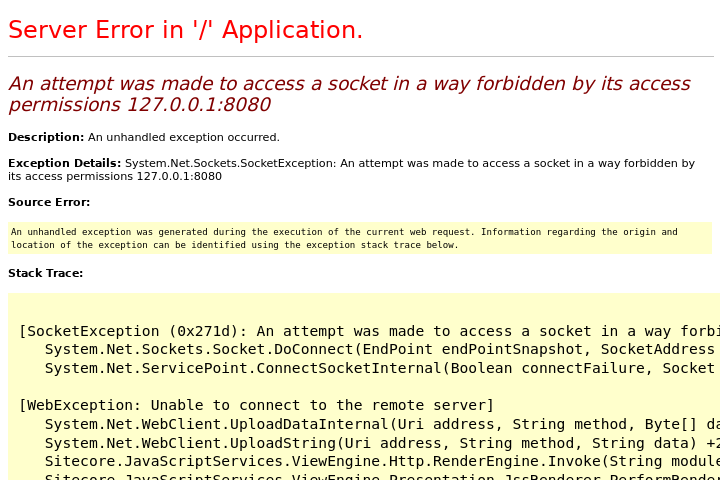 Server Error in '/' Application.
An attempt was made to access a socket in a way forbidden by its access
permissions 127.0.0.1:8080
Description: An unhandled exception occurred.
Exception Details: System.Net.Sockets.SocketException: An attempt was made to access a socket in a way forbidden by
its access permissions 127.0.0.1:8080
Source Error:
An unhandled exception was generated during the execution of the current web request. Information regarding the origin and
location of the exception can be identified using the exception stack trace below.
Stack Trace:
[SocketException (0x271d): An attempt was made to access a socket in a way forbi
System.Net.Sockets.Socket.DoConnect(EndPoint endPointSnapshot, SocketAddress
System.Net.ServicePoint.ConnectSocketInternal(Boolean connectFailure, Socket
[WebException: Unable to connect to the remote server]
System.Net.WebClient.UploadDataInternal(Uri address, String method, Byte[] da
System.Net.WebClient.UploadString(Uri address, String method, String data) +2
Sitecore.JavaScriptServices.ViewEngine.Http.RenderEngine.Invoke(String module
Sitecore.JavaScriptServices.ViewEngine.Presentation.JssRenderer.PerformRender